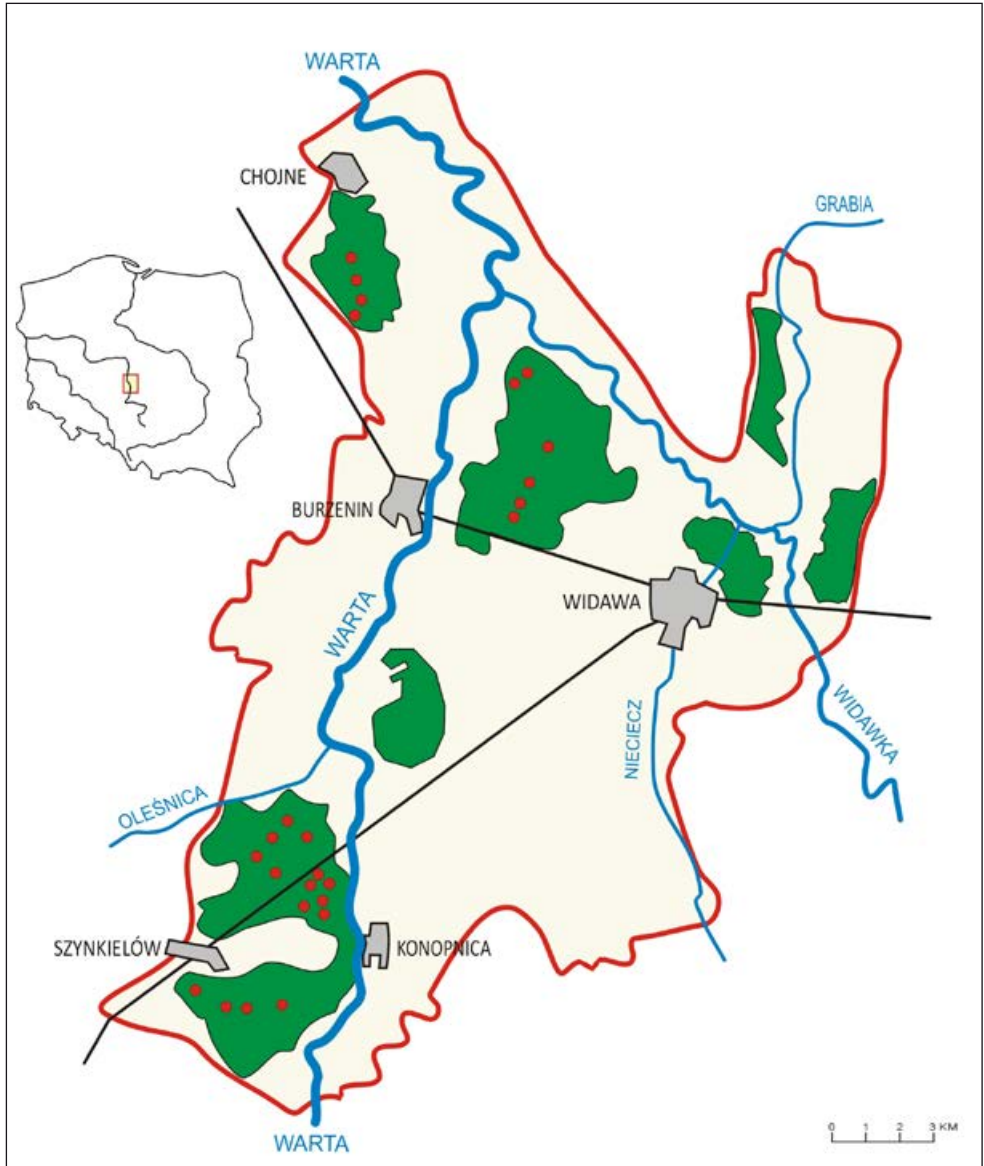 WARTA
CHOJNE
GRABIA
BURZENIN
WIDAWA
WARTA
WIDAWKA
NIECIECZ
OLEŚNICA
SZYNKIELÓW
KONOPNICA
WARTA
0 1 2 3 KM